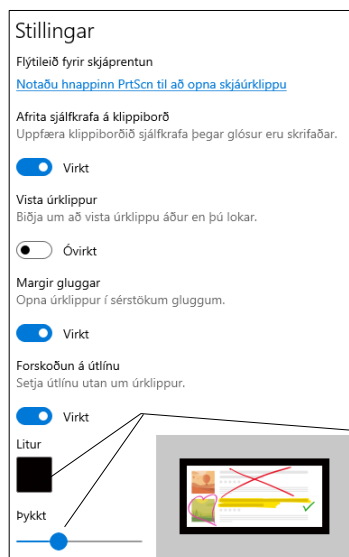 Stillingar
Flýtileið fyrir skjáprentun
Notaðu hnappinn PrtScn til að opna skjáúrklippu
Afrita sjálfkrafa á klippiborð
Uppfæra klippiborðið sjálfkrafa þegar glósur eru skrifaðar.
Virkt
Vista úrklippur
Biðja um að vista úrklippu áður en þú lokar.
Óvirkt
Margir gluggar
Opna úrklippur í sérstökum gluggum.
Virkt
Forskoðun á útlínu
Setja útlínu utan um úrklippur.
Virkt
Litur
Þykkt